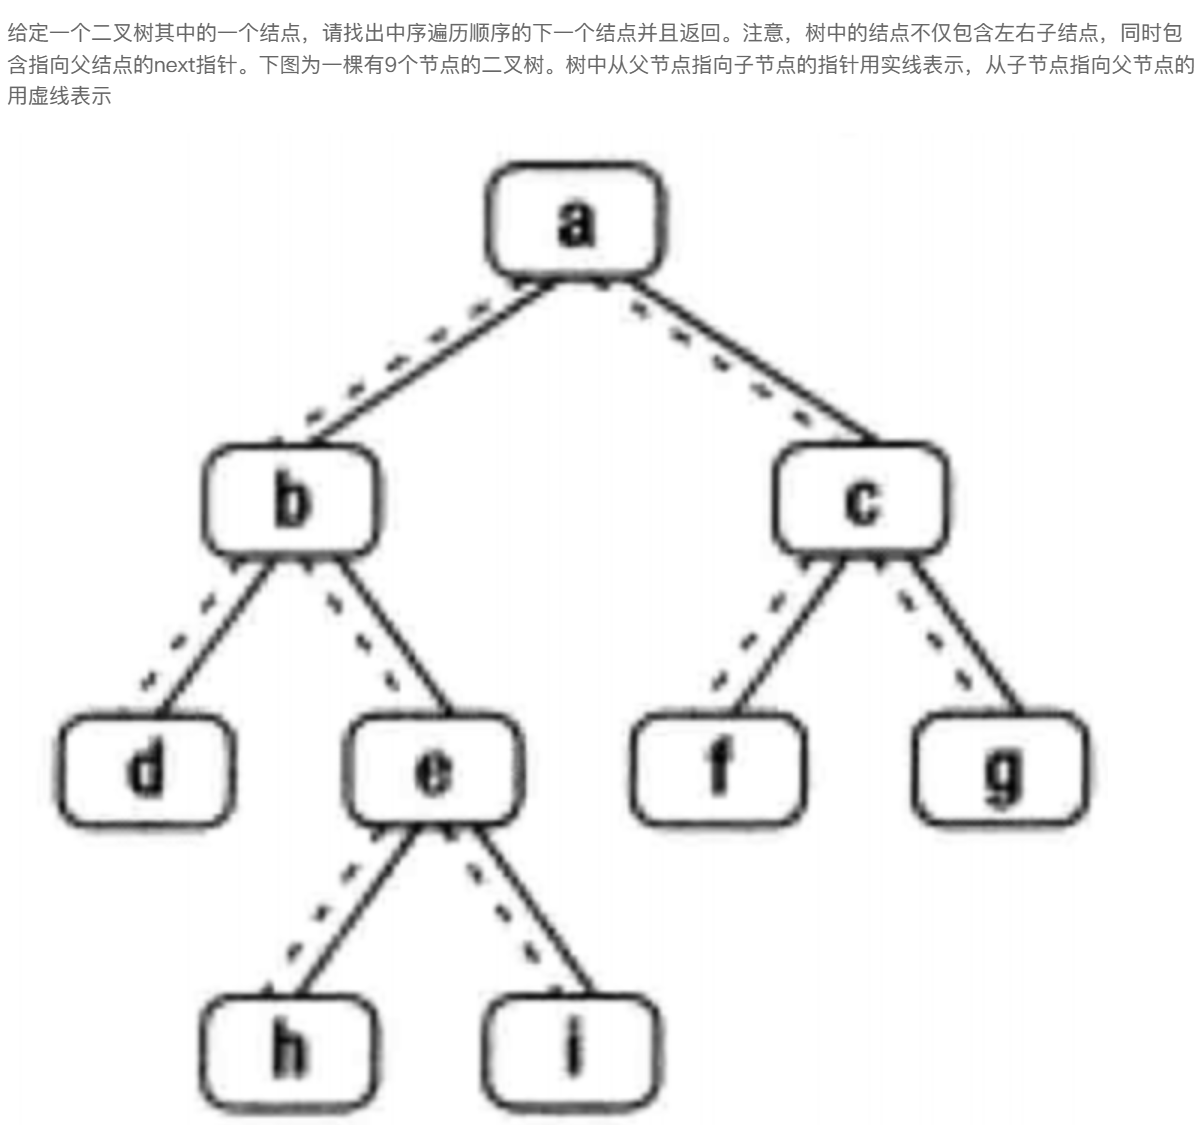 给定一个二叉树其中的一个结点，请找出中序遍历顺序的下一个结点并且返回。注意，树中的结点不仅包含左右子结点，同时包
含指向父结点的next指针。下图为一棵有9个节点的二叉树。树中从父节点指向子节点的指针用实线表示，从子节点指向父节点的
用虚线表示
a
b
c
d
e
f
g
h
i